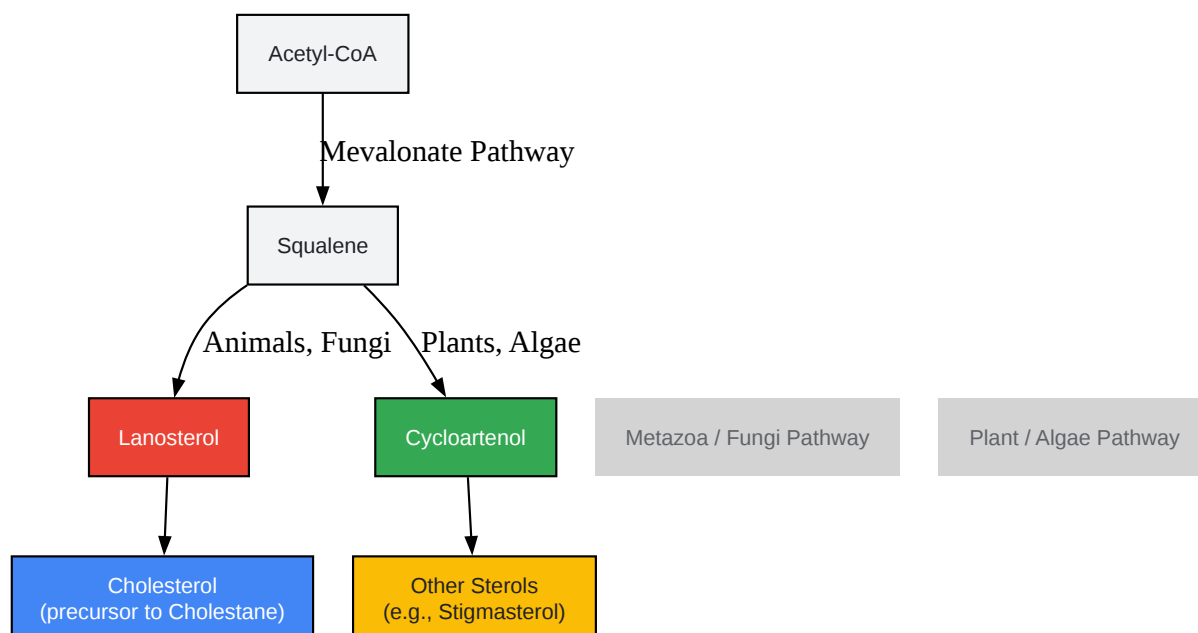 Acetyl-CoA
Mevalonate Pathway
Squalene
Animals, Fungi
Plants, Algae
Lanosterol
Cycloartenol
Metazoa / Fungi Pathway
Plant / Algae Pathway
Cholesterol
(precursor to Cholestane)
Other Sterols
(e.g., Stigmasterol)